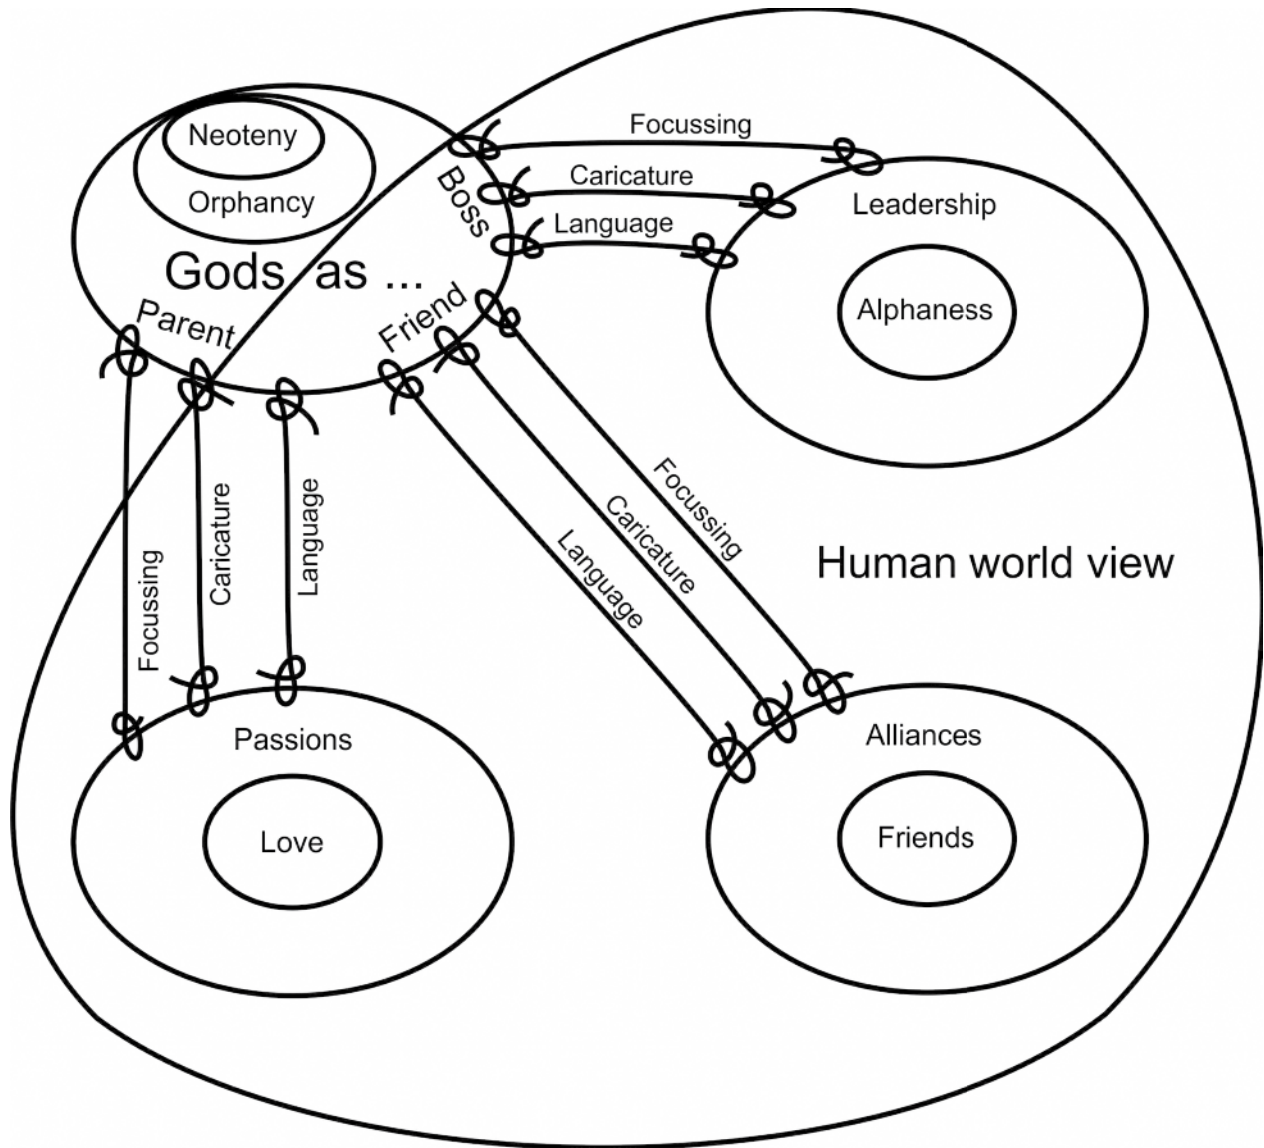 Neoteny
Orphancy
Gods as ...
Parent
Friend
Boss
Focussing
Caricature
Language
Leadership
Alphaness
Focussing
Caricature
Language
Focussing
Caricature
Language
Human world view
Passions
Love
Alliances
Friends